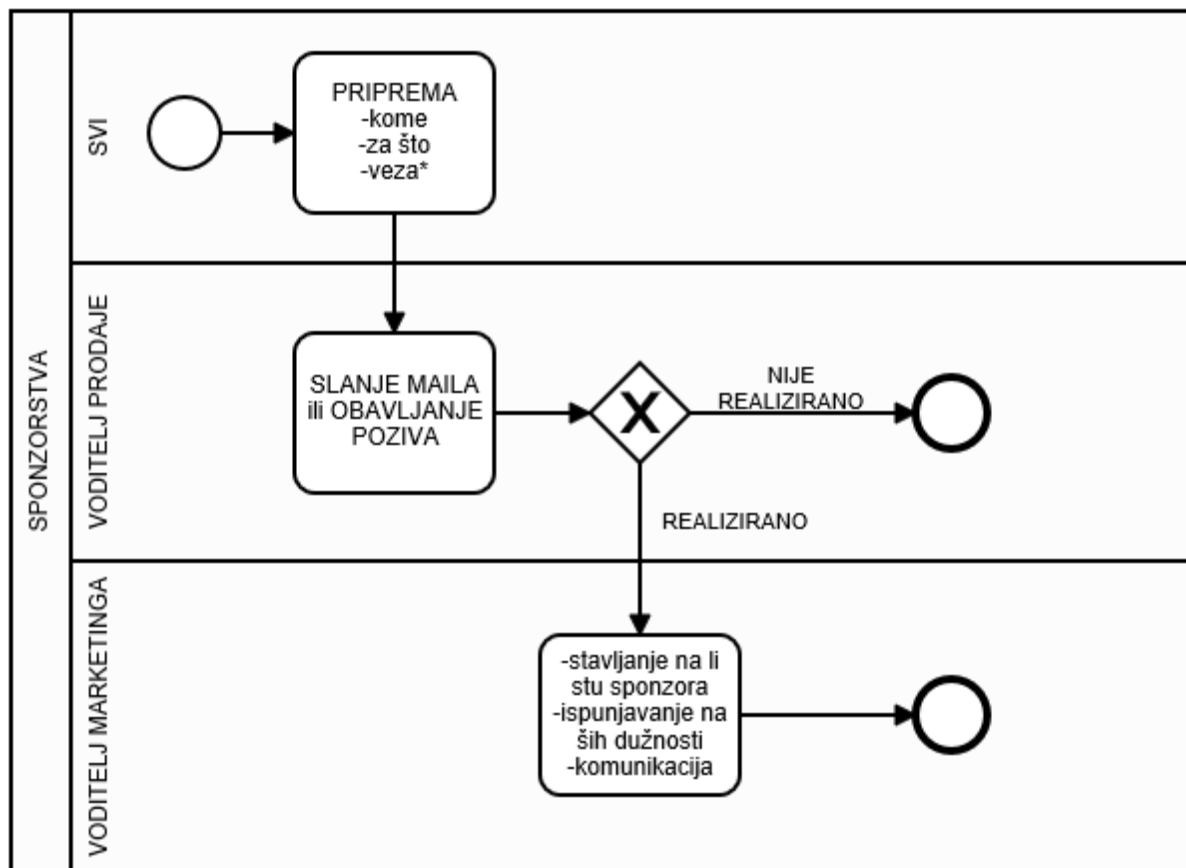 SPONZORSTVA
SVI
PRIPREMA
-kome
-za što
-veza*
VODITELJ PRODAJE
SLANJE MAILA
ili OBAVLJANJE
POZIVA
X
NIJE
REALIZIRANO
REALIZIRANO
VODITELJ MARKETINGA
-stavljanje na li
stu sponzora
-ispunjavanje na
ših dužnosti
-komunikacija